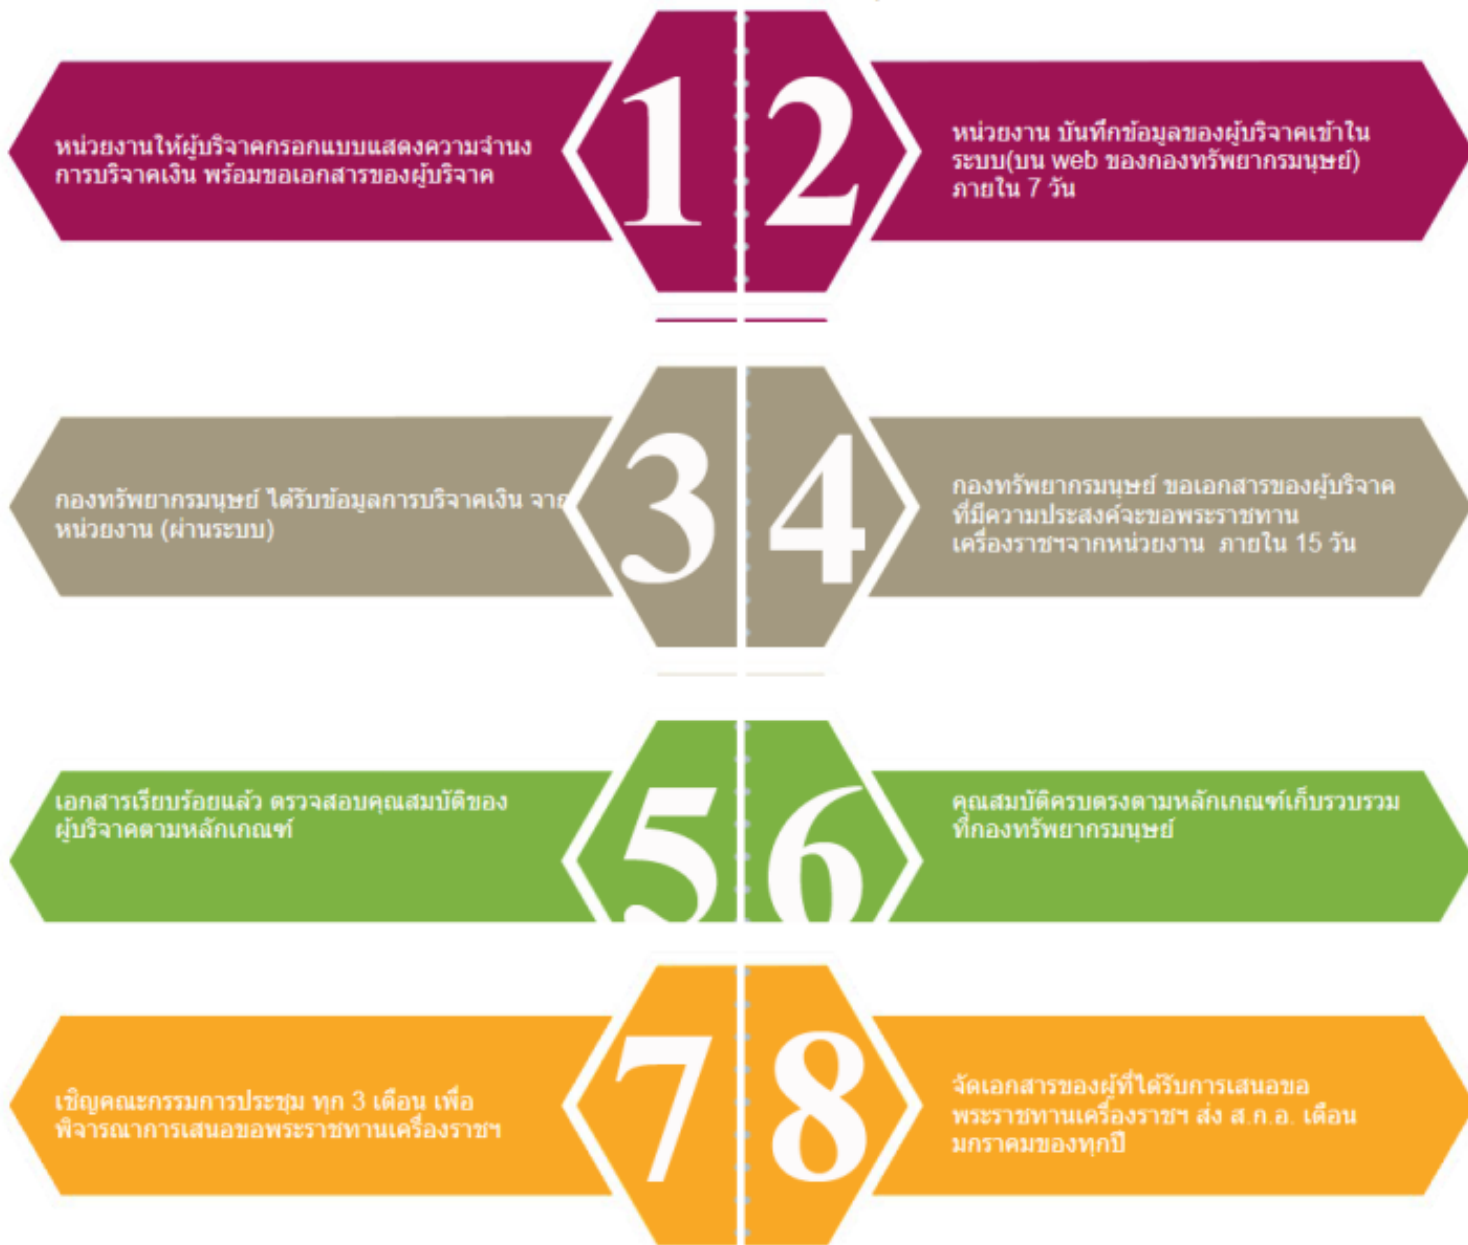 1
หน่วยงานให้ผู้บริจาคกรอกแบบแสดงความจำนง
การบริจาคเงิน พร้อมขอเอกสารของผู้บริจาค
2
หน่วยงาน บันทึกข้อมูลของผู้บริจาคเข้าใน
ระบบ(บน web ของกองทรัพยากรมนุษย์)
ภายใน 7 วัน
3
กองทรัพยากรมนุษย์ ได้รับข้อมูลการบริจาคเงิน จาก
หน่วยงาน (ผ่านระบบ)
4
กองทรัพยากรมนุษย์ ขอเอกสารของผู้บริจาค
ที่มีความประสงค์จะขอพระราชทาน
เครื่องราชฯจากหน่วยงาน ภายใน 15 วัน
5
เอกสารเรียบร้อยแล้ว ตรวจสอบคุณสมบัติของ
ผู้บริจาคตามหลักเกณฑ์
6
คุณสมบัติครบตรงตามหลักเกณฑ์เก็บรวบรวม
ที่กองทรัพยากรมนุษย์
7
เชิญคณะกรรมการประชุม ทุก 3 เดือน เพื่อ
พิจารณาการเสนอขอพระราชทานเครื่องราชฯ
8
จัดเอกสารของผู้ที่ได้รับการเสนอขอ
พระราชทานเครื่องราชฯ ส่ง ส.ก.อ. เดือน
มกราคมของทุกปี